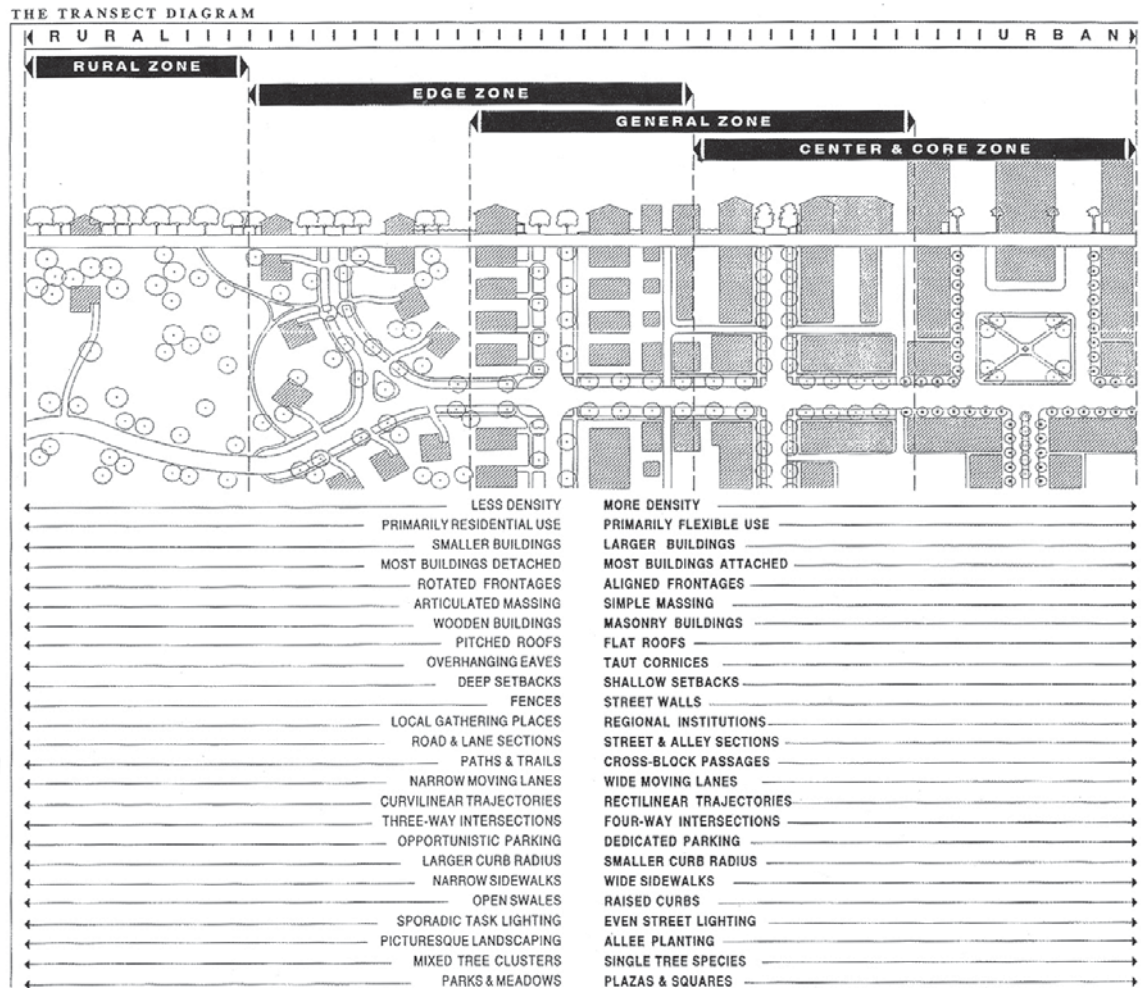 THE TRANSECT DIAGRAM
RURAL URBAN
RURAL ZONE
EDGE ZONE
GENERAL ZONE
CENTER & CORE ZONE
LESS DENSITY MORE DENSITY
PRIMARILY RESIDENTIAL USE PRIMARILY FLEXIBLE USE
SMALLER BUILDINGS LARGER BUILDINGS
MOST BUILDINGS DETACHED MOST BUILDINGS ATTACHED
ROTATED FRONTAGES ALIGNED FRONTAGES
ARTICULATED MASSING SIMPLE MASSING
WOODEN BUILDINGS MASONRY BUILDINGS
PITCHED ROOFS FLAT ROOFS
OVERHANGING EAVES TAUT CORNICES
DEEP SETBACKS SHALLOW SETBACKS
FENCES STREET WALLS
LOCAL GATHERING PLACES REGIONAL INSTITUTIONS
ROAD & LANE SECTIONS STREET & ALLEY SECTIONS
PATHS & TRAILS CROSS-BLOCK PASSAGES
NARROW MOVING LANES WIDE MOVING LANES
CURVILINEAR TRAJECTORIES RECTILINEAR TRAJECTORIES
THREE-WAY INTERSECTIONS FOUR-WAY INTERSECTIONS
OPPORTUNISTIC PARKING DEDICATED PARKING
LARGER CURB RADIUS SMALLER CURB RADIUS
NARROW SIDEWALKS WIDE SIDEWALKS
OPEN SWALES RAISED CURBS
SPORADIC TASK LIGHTING EVEN STREET LIGHTING
PICTURESQUE LANDSCAPING ALLEE PLANTING
MIXED TREE CLUSTERS SINGLE TREE SPECIES
PARKS & MEADOWS PLAZAS & SQUARES